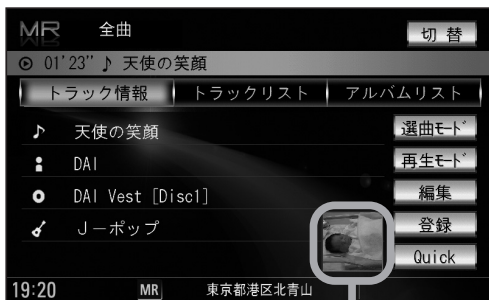 MR 全曲 切 替
01'23"♪ 天使の笑顔
トラック情報 トラックリスト アルバムリスト
天使の笑顔 選曲ﾓｰﾄﾞ
DAI 再生ﾓｰﾄﾞ
DAI Vest [Disc1] 編集
Jーポップ 登録
Quick
19:20 MR 東京都港区北青山